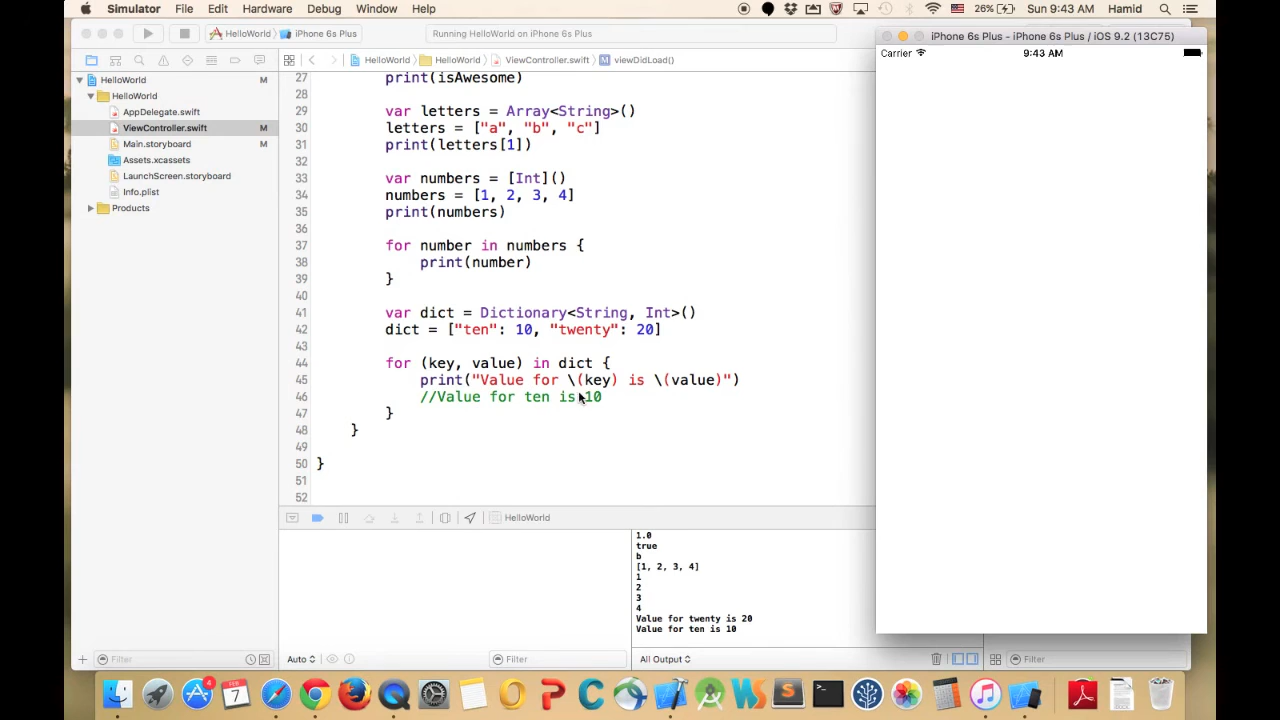 Simulator File Edit Hardware Debug Window Help 26% Sun 9:43 AM Hamid
HelloWorld iPhone 6s Plus Running HelloWorld on iPhone 6s Plus
iPhone 6s Plus - iPhone 6s Plus / iOS 9.2 (13C75)
Carrier 9:43 AM
HelloWorld HelloWorld ViewController.swift M viewDidLoad()
HelloWorld M
HelloWorld
AppDelegate.swift
ViewController.swift M
Main.storyboard M
Assets.xcassets
LaunchScreen.storyboard
Info.plist
Products
27 print(isAwesome)
28
29 var letters = Array<String>()
30 letters = ["a", "b", "c"]
31 print(letters[1])
32
33 var numbers = [Int]()
34 numbers = [1, 2, 3, 4]
35 print(numbers)
36
37 for number in numbers {
38 print(number)
39 }
40
41 var dict = Dictionary<String, Int>()
42 dict = ["ten": 10, "twenty": 20]
43
44 for (key, value) in dict {
45 print("Value for \(key) is \(value)")
46 //Value for ten is 10
47 }
48 }
49
50 }
51
52
HelloWorld
1.0
true
b
[1, 2, 3, 4]
1
2
3
4
Value for twenty is 20
Value for ten is 10
Filter Auto Filter All Output Filter